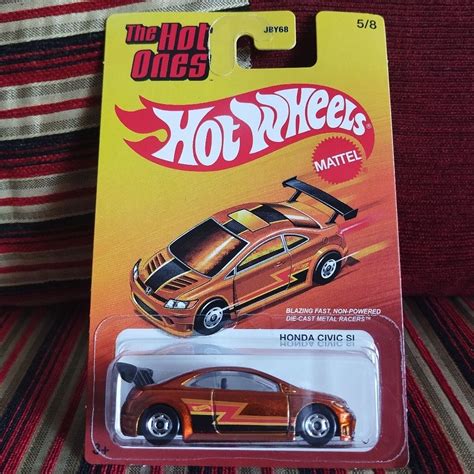 The Hot
Ones
JBY68
5/8
Hot Wheels®
MATTEL
BLAZING FAST, NON-POWERED
DIE-CAST METAL RACERS™
HONDA CIVIC SI
3+